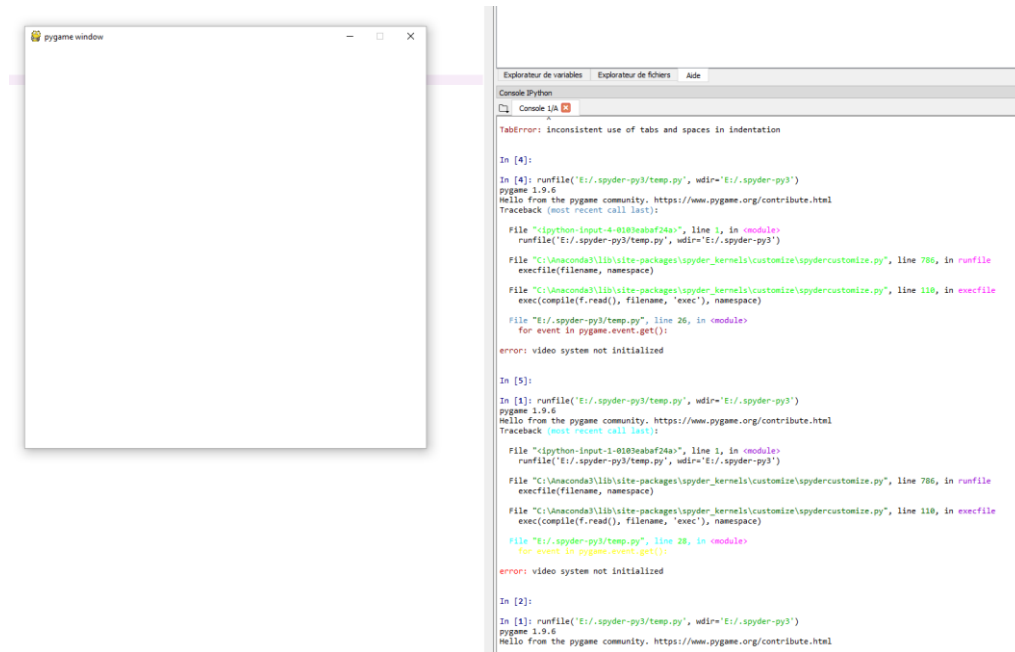 pygame window
Explorateur de variables Explorateur de fichiers Aide
Console IPython
Console 1/A
^
TabError: inconsistent use of tabs and spaces in indentation
In [4]:
In [4]: runfile('E:/.spyder-py3/temp.py', wdir='E:/.spyder-py3')
pygame 1.9.6
Hello from the pygame community. https://www.pygame.org/contribute.html
Traceback (most recent call last):
File "<ipython-input-4-0103eabaf24a>", line 1, in <module>
runfile('E:/.spyder-py3/temp.py', wdir='E:/.spyder-py3')
File "C:\Anaconda3\lib\site-packages\spyder_kernels\customize\spydercustomize.py", line 786, in runfile
execfile(filename, namespace)
File "C:\Anaconda3\lib\site-packages\spyder_kernels\customize\spydercustomize.py", line 110, in execfile
exec(compile(f.read(), filename, 'exec'), namespace)
File "E:/.spyder-py3/temp.py", line 26, in <module>
for event in pygame.event.get():
error: video system not initialized
In [5]:
In [1]: runfile('E:/.spyder-py3/temp.py', wdir='E:/.spyder-py3')
pygame 1.9.6
Hello from the pygame community. https://www.pygame.org/contribute.html
Traceback (most recent call last):
File "<ipython-input-1-0103eabaf24a>", line 1, in <module>
runfile('E:/.spyder-py3/temp.py', wdir='E:/.spyder-py3')
File "C:\Anaconda3\lib\site-packages\spyder_kernels\customize\spydercustomize.py", line 786, in runfile
execfile(filename, namespace)
File "C:\Anaconda3\lib\site-packages\spyder_kernels\customize\spydercustomize.py", line 110, in execfile
exec(compile(f.read(), filename, 'exec'), namespace)
File "E:/.spyder-py3/temp.py", line 28, in <module>
for event in pygame.event.get():
error: video system not initialized
In [2]:
In [1]: runfile('E:/.spyder-py3/temp.py', wdir='E:/.spyder-py3')
pygame 1.9.6
Hello from the pygame community. https://www.pygame.org/contribute.html